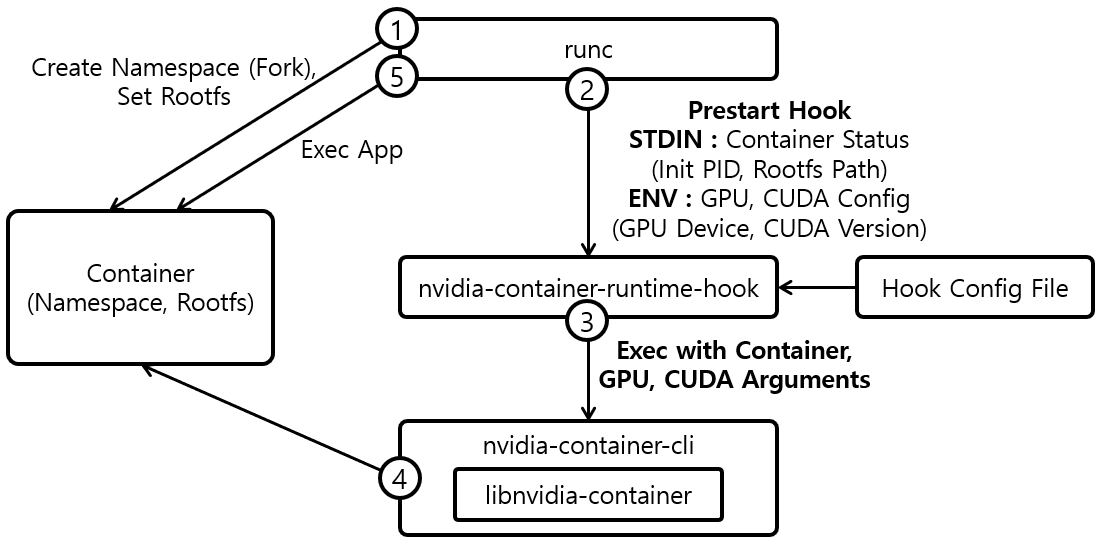 1
runc
Create Namespace (Fork),
Set Rootfs
5
2
Exec App
Prestart Hook
STDIN : Container Status
(Init PID, Rootfs Path)
ENV : GPU, CUDA Config
(GPU Device, CUDA Version)
Container
(Namespace, Rootfs)
nvidia-container-runtime-hook
Hook Config File
3
Exec with Container,
GPU, CUDA Arguments
nvidia-container-cli
4
libnvidia-container